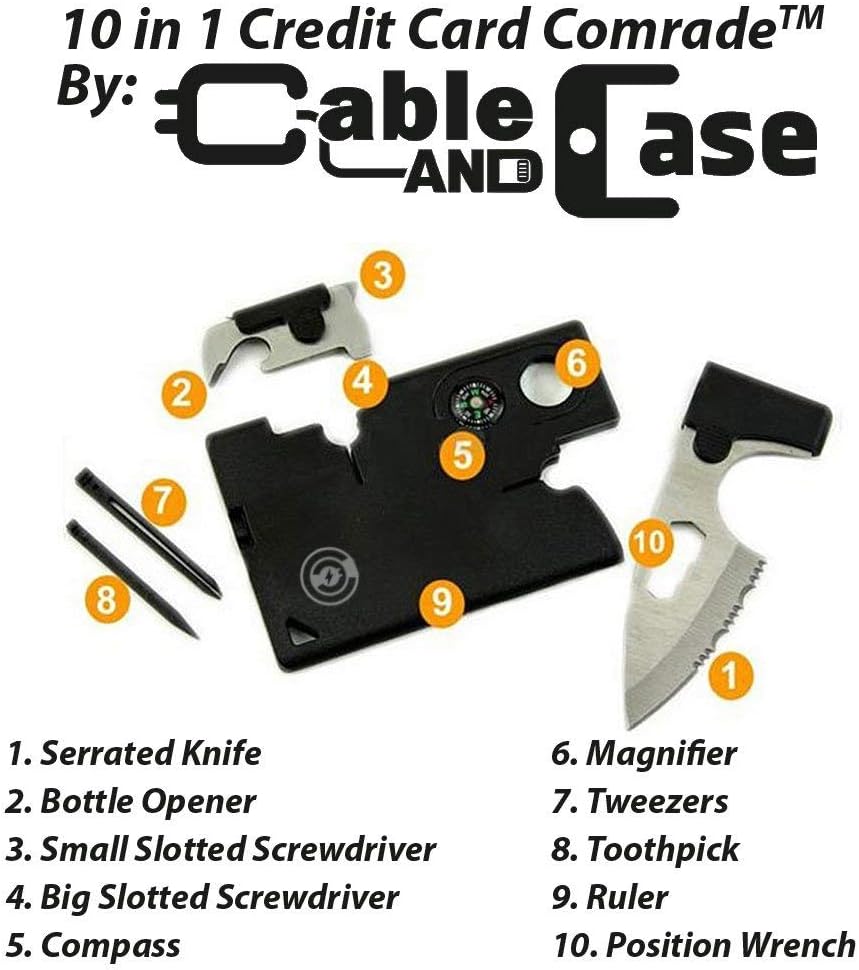 10 in 1 Credit Card Comrade™
By: Cable AND Case
3
2
4
6
5
7
8
9
10
1
1. Serrated Knife
2. Bottle Opener
3. Small Slotted Screwdriver
4. Big Slotted Screwdriver
5. Compass
6. Magnifier
7. Tweezers
8. Toothpick
9. Ruler
10. Position Wrench